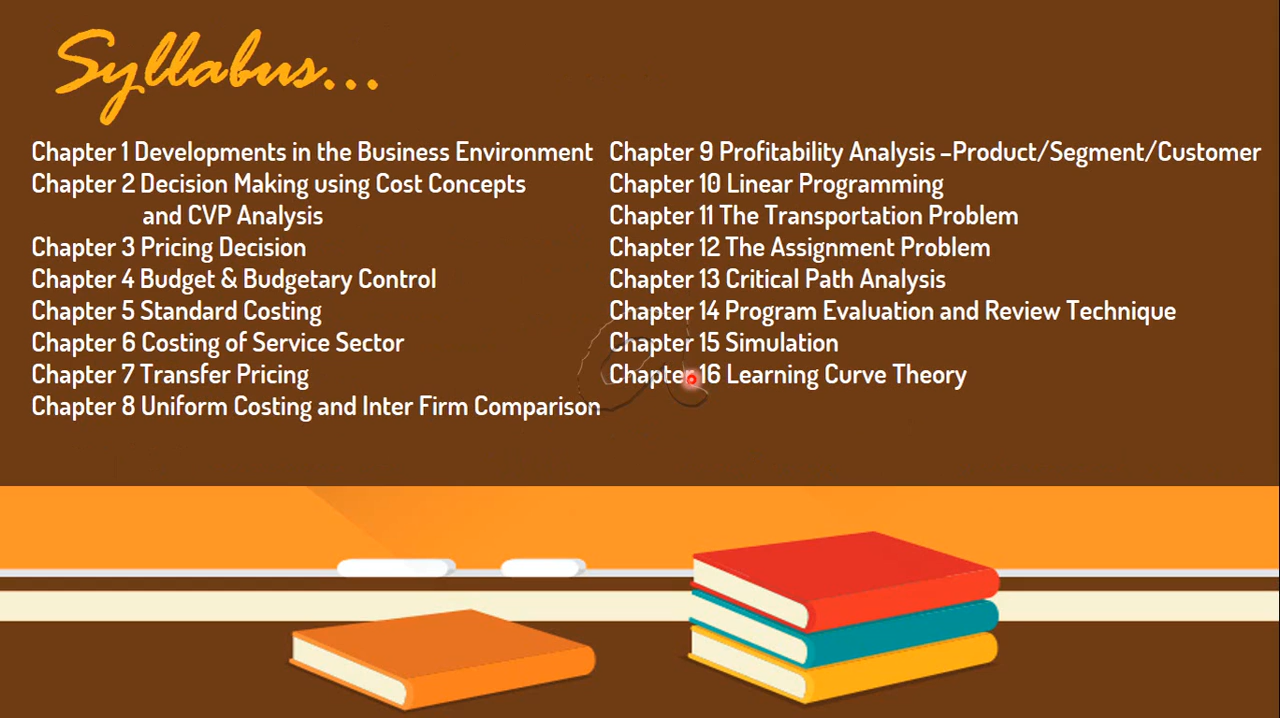 Syllabus...
Chapter 1 Developments in the Business Environment
Chapter 2 Decision Making using Cost Concepts
and CVP Analysis
Chapter 3 Pricing Decision
Chapter 4 Budget & Budgetary Control
Chapter 5 Standard Costing
Chapter 6 Costing of Service Sector
Chapter 7 Transfer Pricing
Chapter 8 Uniform Costing and Inter Firm Comparison
Chapter 9 Profitability Analysis –Product/Segment/Customer
Chapter 10 Linear Programming
Chapter 11 The Transportation Problem
Chapter 12 The Assignment Problem
Chapter 13 Critical Path Analysis
Chapter 14 Program Evaluation and Review Technique
Chapter 15 Simulation
Chapter 16 Learning Curve Theory